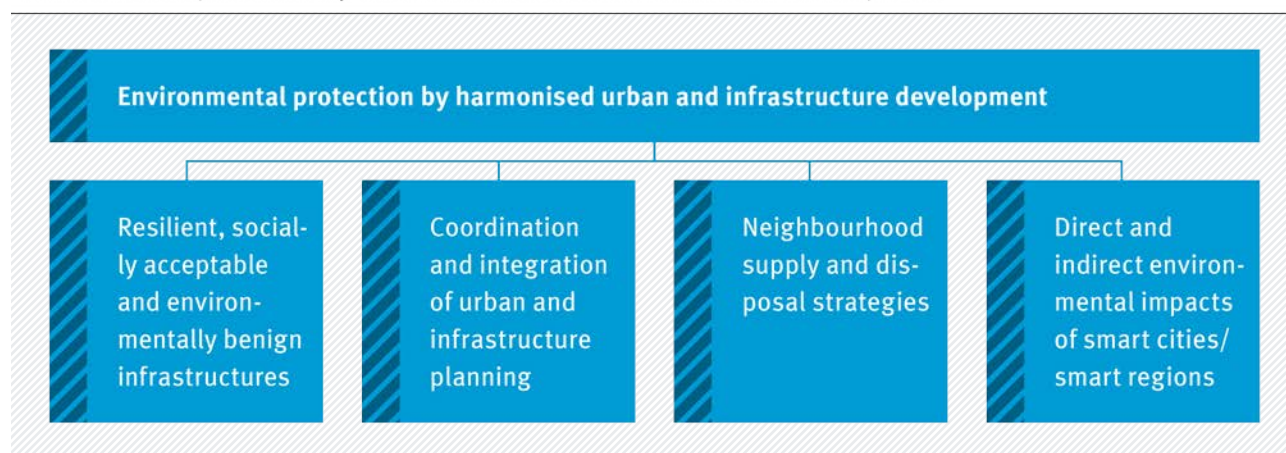 Environmental protection by harmonised urban and infrastructure development
Resilient, social-
ly acceptable
and environ-
mentally benign
infrastructures
Coordination
and integration
of urban and
infrastructure
planning
Neighbourhood
supply and dis-
posal strategies
Direct and
indirect environ-
mental impacts
of smart cities/
smart regions